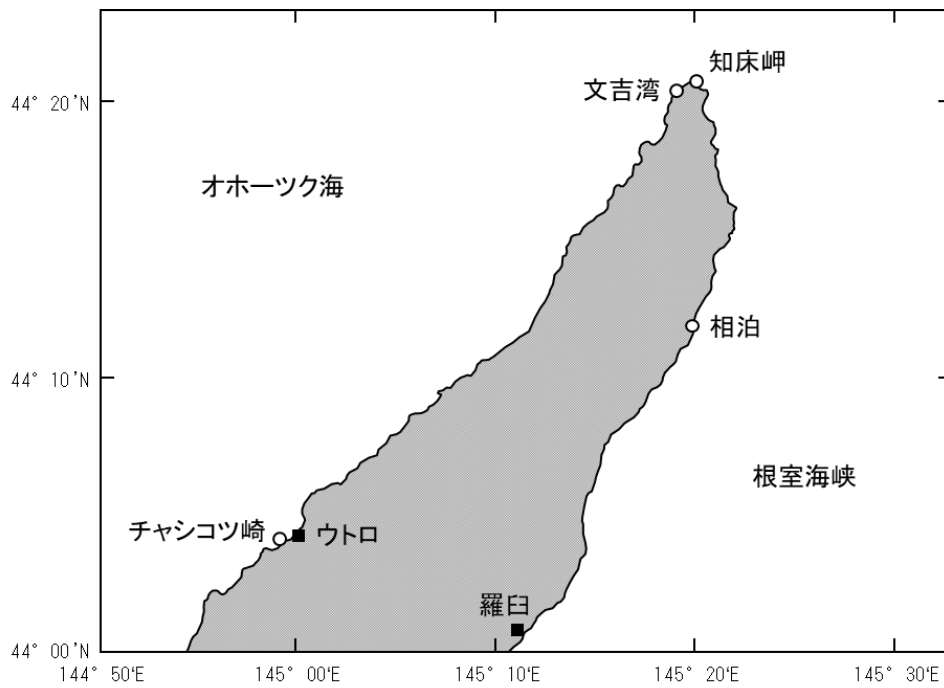 知床岬
文吉湾
44° 20′N
オホーツク海
相泊
44° 10′N
根室海峡
チャシコツ崎
ウトロ
羅臼
44° 00′N
144° 50′E
145° 00′E
145° 10′E
145° 20′E
145° 30′E